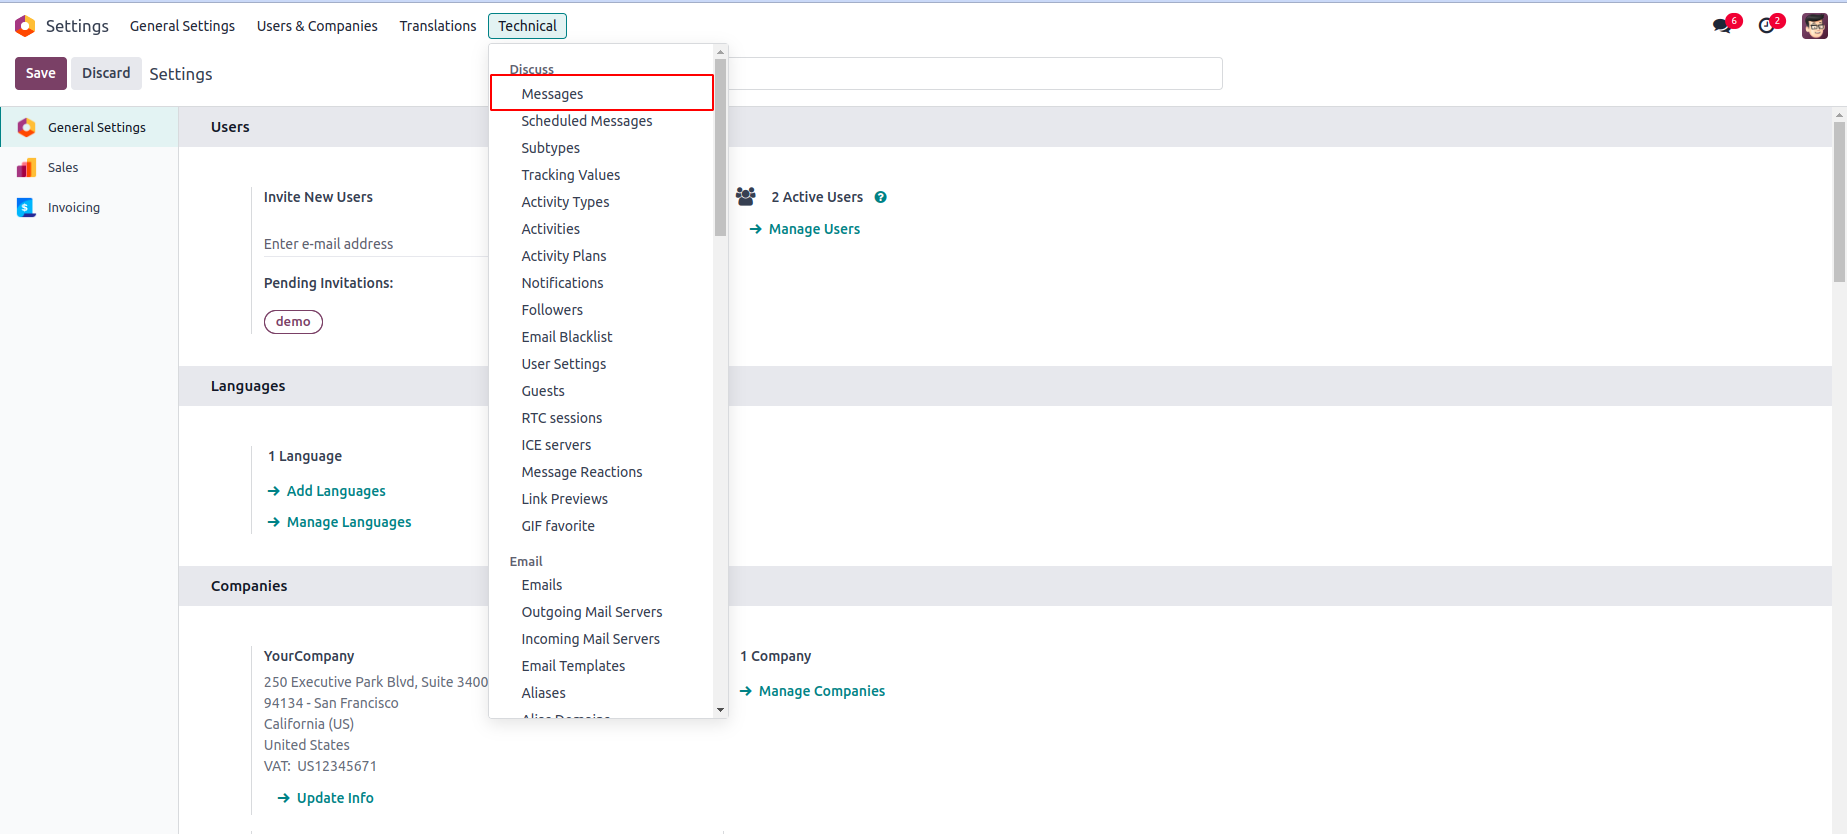 Settings General Settings Users & Companies Translations Technical 6 2
Save Discard Settings
Discuss
Messages
Scheduled Messages
Subtypes
Tracking Values
Activity Types
Activities
Activity Plans
Notifications
Followers
Email Blacklist
User Settings
Guests
RTC sessions
ICE servers
Message Reactions
Link Previews
GIF favorite
Email
Emails
Outgoing Mail Servers
Incoming Mail Servers
Email Templates
Aliases
General Settings
Sales
Invoicing
Users
Invite New Users
Enter e-mail address
Pending Invitations:
demo
2 Active Users
Manage Users
Languages
1 Language
Add Languages
Manage Languages
Companies
YourCompany
250 Executive Park Blvd, Suite 3400
94134 - San Francisco
California (US)
United States
VAT: US12345671
Update Info
1 Company
Manage Companies